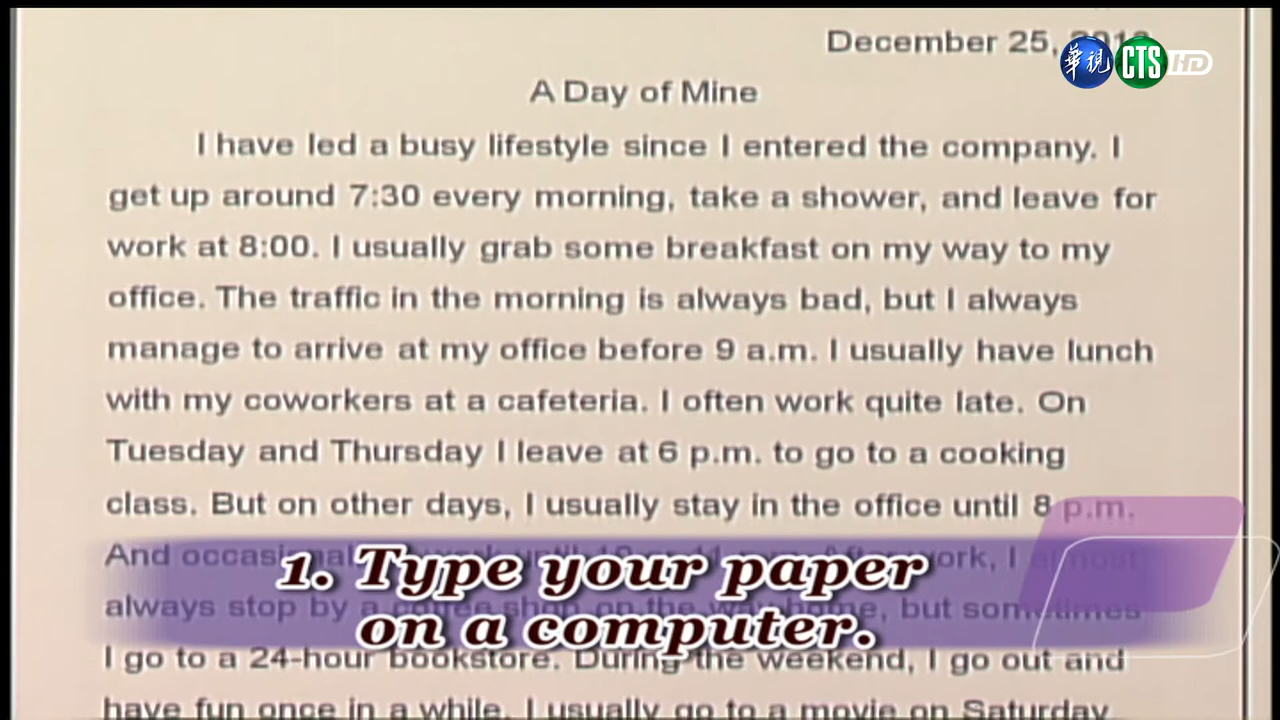 December 25,
華視 CTS HD
A Day of Mine
I have led a busy lifestyle since I entered the company. I
get up around 7:30 every morning, take a shower, and leave for
work at 8:00. I usually grab some breakfast on my way to my
office. The traffic in the morning is always bad, but I always
manage to arrive at my office before 9 a.m. I usually have lunch
with my coworkers at a cafeteria. I often work quite late. On
Tuesday and Thursday I leave at 6 p.m. to go to a cooking
class. But on other days, I usually stay in the office until 8 p.m.
And work, I almost
always stop by a coffee shop on the way home, but sometimes
I go to a 24-hour bookstore. During the weekend, I go out and
have fun once in a while. I usually go to a movie on Saturday
1. Type your paper
on a computer.